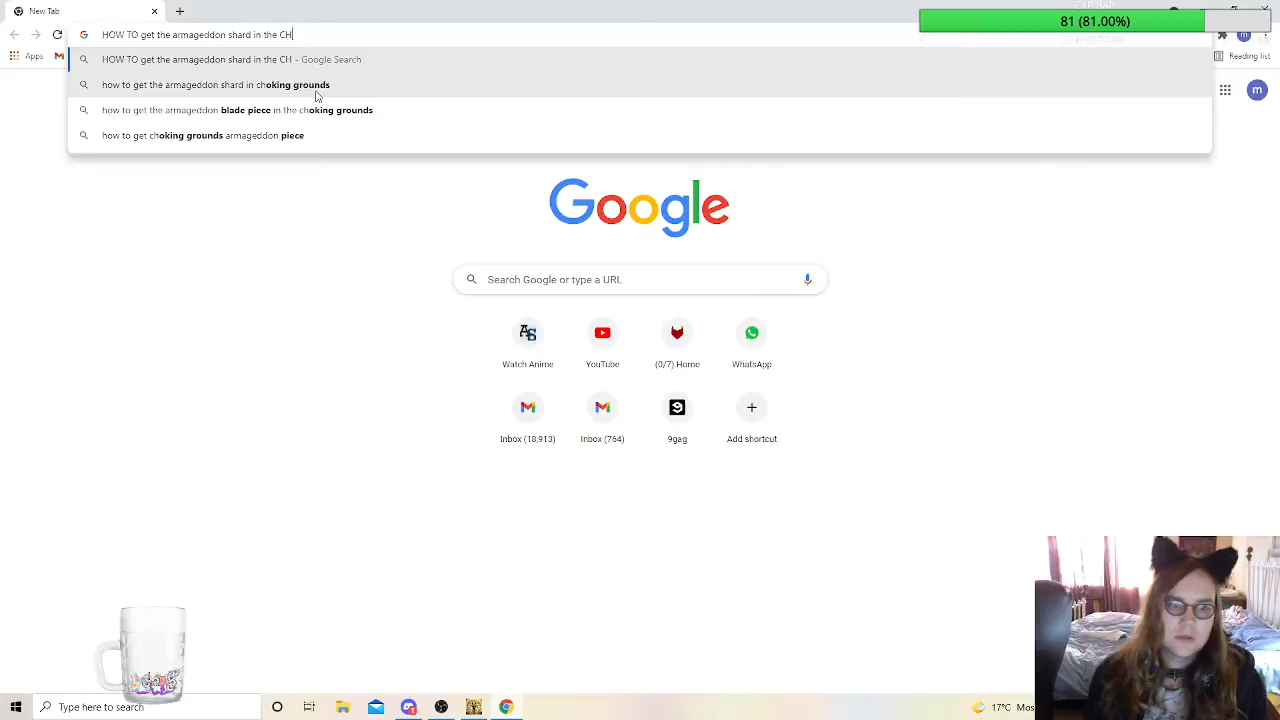 New Tab
EXP BAR
81 (81.00%)
HOW TO get the armageddon shard in the CH
Apps
Reading list
HOW TO get the armageddon shard in the CH - Google Search
how to get the armageddon shard in choking grounds
how to get the armageddon blade piece in the choking grounds
how to get choking grounds armageddon piece
m
m
Google
Search Google or type a URL
Watch Anime
YouTube
(0/7) Home
WhatsApp
Inbox (18,913)
Inbox (764)
9gag
Add shortcut
Type here to search
17°C Mos